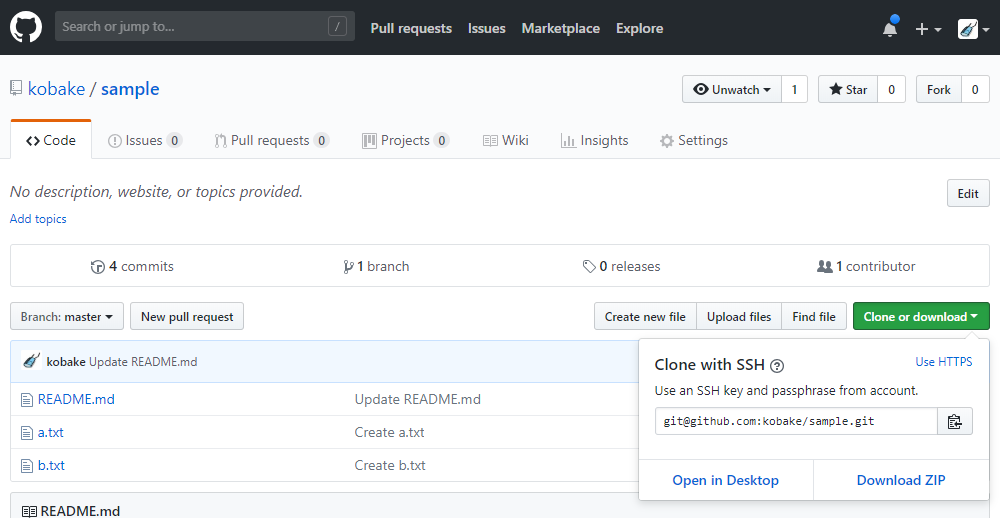 Search or jump to... /
Pull requests Issues Marketplace Explore
kobake / sample
Unwatch 1 Star 0 Fork 0
Code Issues 0 Pull requests 0 Projects 0 Wiki Insights Settings
No description, website, or topics provided.
Edit
Add topics
4 commits 1 branch 0 releases 1 contributor
Branch: master New pull request Create new file Upload files Find file Clone or download
kobake Update README.md
README.md Update README.md
a.txt Create a.txt
b.txt Create b.txt
README.md
Clone with SSH ? Use HTTPS
Use an SSH key and passphrase from account.
git@github.com:kobake/sample.git
Open in Desktop Download ZIP